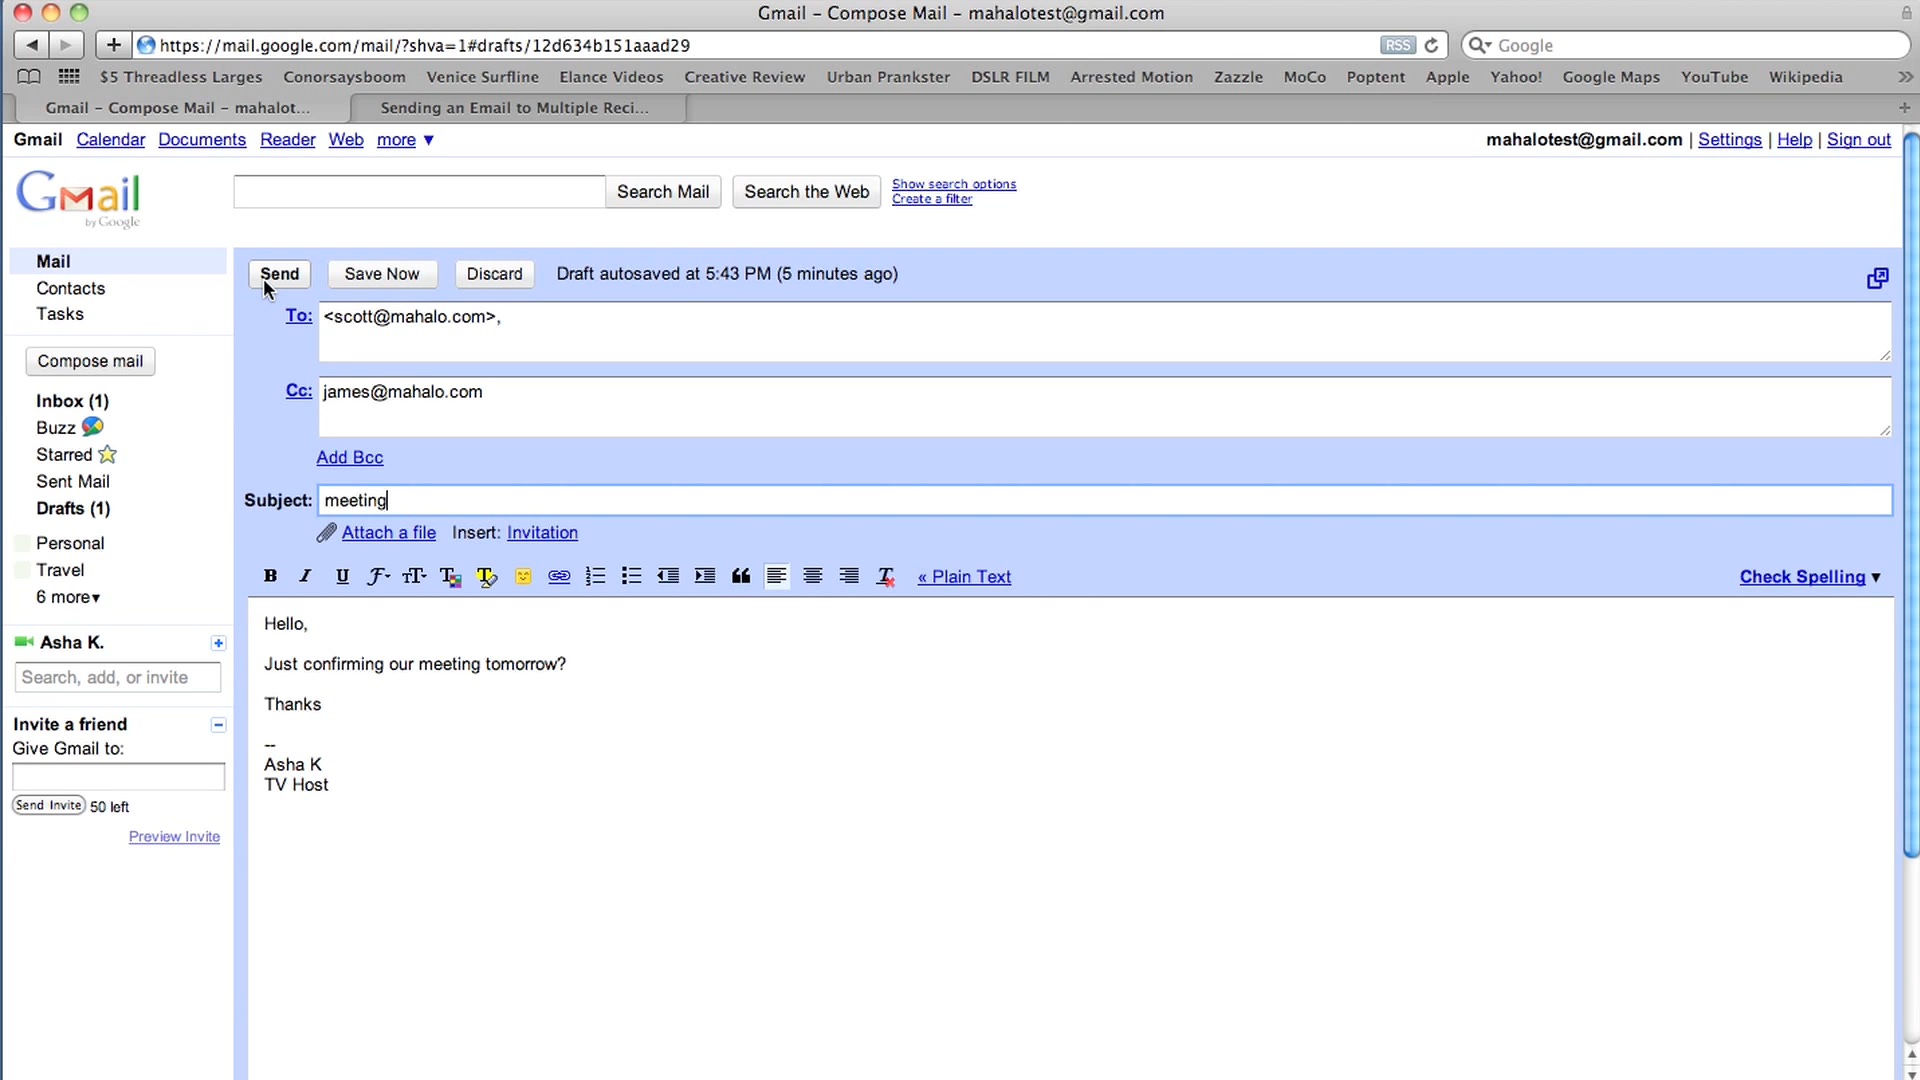 Gmail – Compose Mail – mahalotest@gmail.com
https://mail.google.com/mail/?shva=1#drafts/12d634b151aaad29 RSS Google
$5 Threadless Larges Conorsaysboom Venice Surfline Elance Videos Creative Review Urban Prankster DSLR FILM Arrested Motion Zazzle MoCo Poptent Apple Yahoo! Google Maps YouTube Wikipedia
Gmail – Compose Mail – mahalot... Sending an Email to Multiple Reci...
Gmail Calendar Documents Reader Web more ▼ mahalotest@gmail.com | Settings | Help | Sign out
Gmail
by Google
Search Mail Search the Web Show search options
Create a filter
Mail
Contacts
Tasks
Compose mail
Inbox (1)
Buzz
Starred
Sent Mail
Drafts (1)
Personal
Travel
6 more▼
Asha K.
Search, add, or invite
Invite a friend
Give Gmail to:
Send Invite 50 left
Preview Invite
Send Save Now Discard Draft autosaved at 5:43 PM (5 minutes ago)
To: <scott@mahalo.com>,
Cc: james@mahalo.com
Add Bcc
Subject: meeting
Attach a file Insert: Invitation
« Plain Text Check Spelling ▼
Hello,
Just confirming our meeting tomorrow?
Thanks
--
Asha K
TV Host